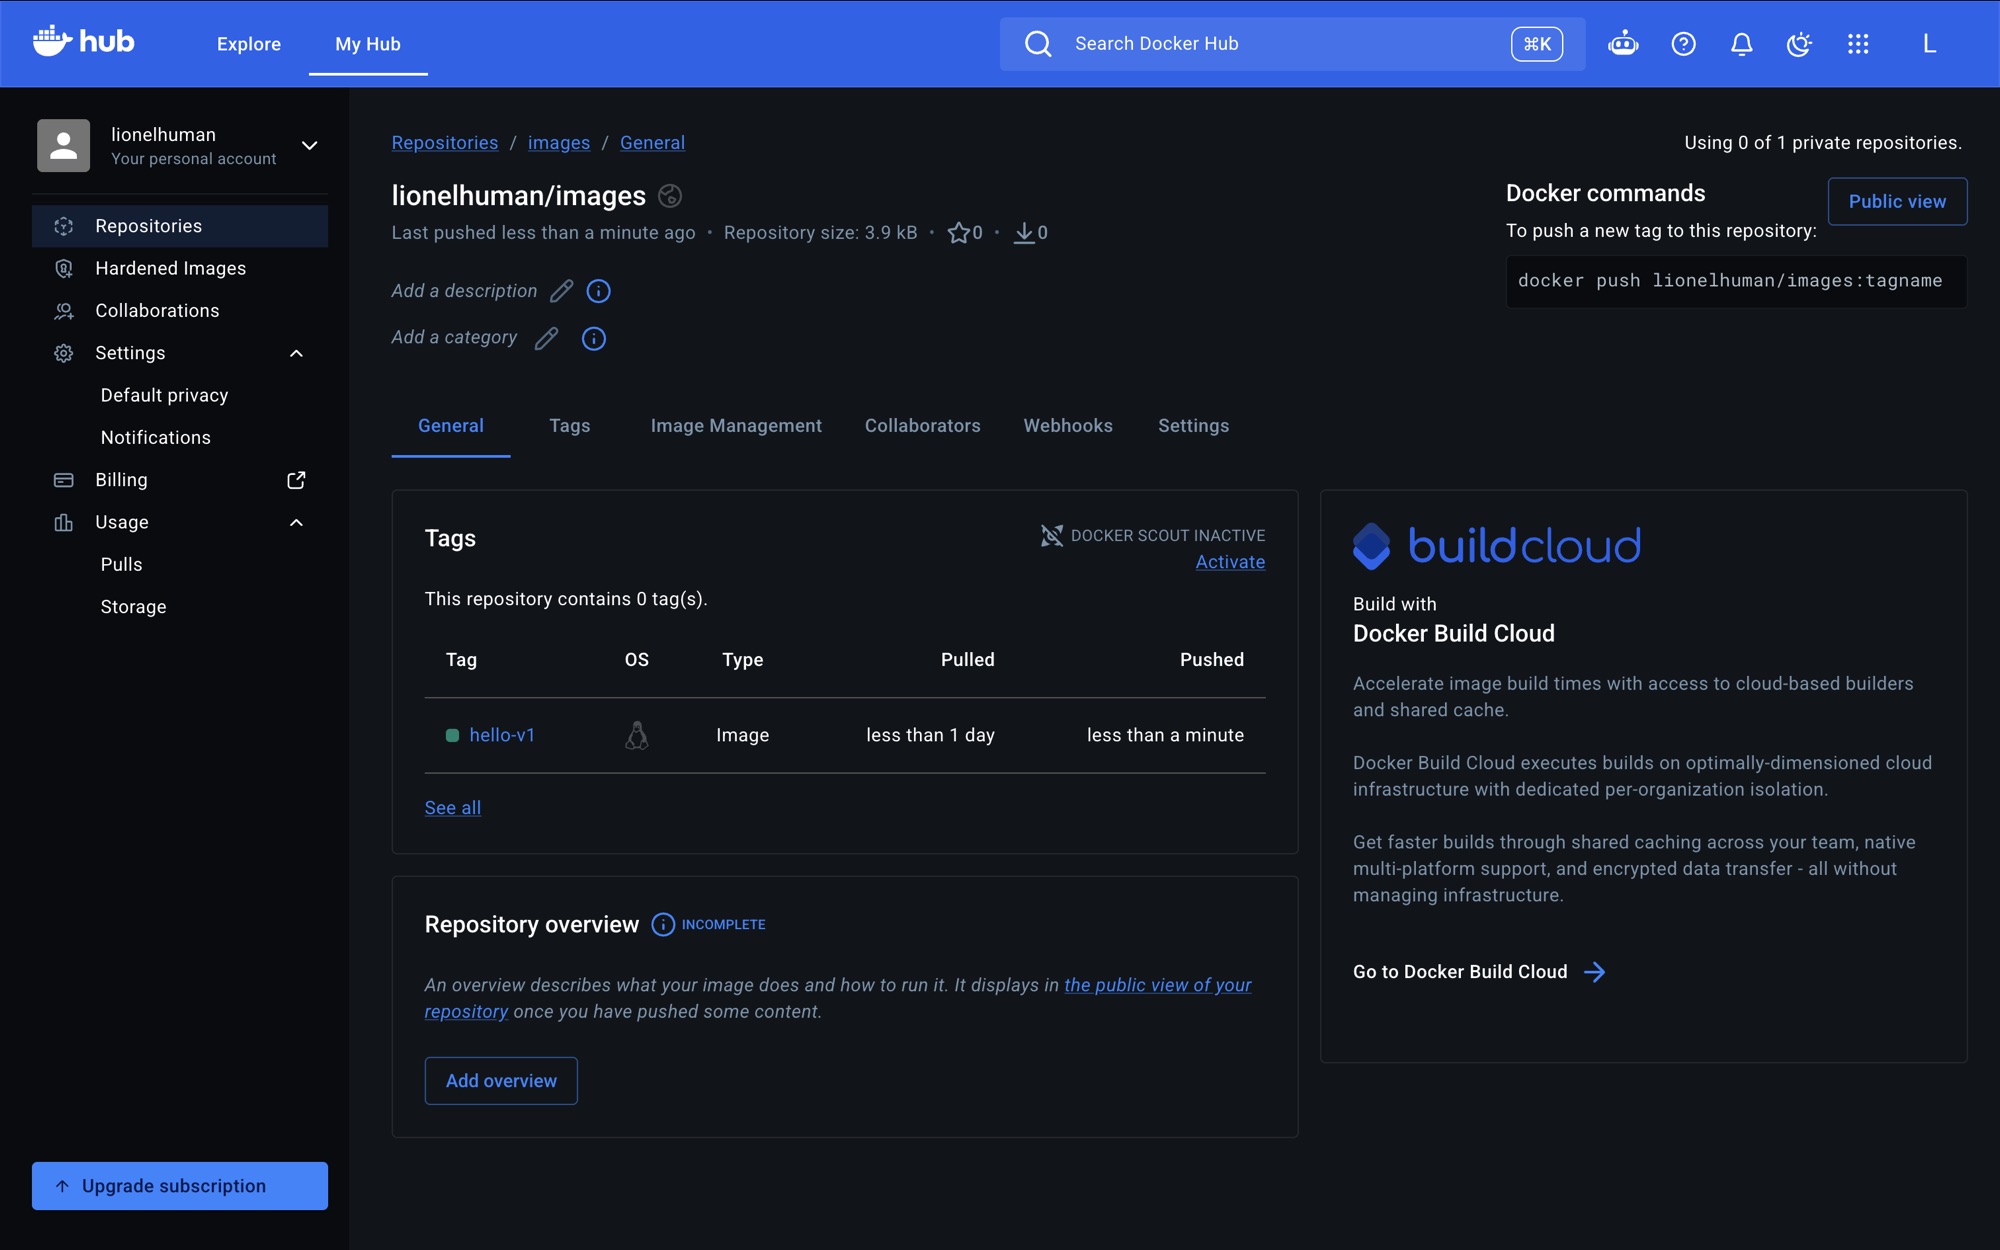 hub
Explore
My Hub
Search Docker Hub
⌘K
L
lionelhuman
Your personal account
Repositories
Hardened Images
Collaborations
Settings
Default privacy
Notifications
Billing
Usage
Pulls
Storage
Upgrade subscription
Repositories / images / General
Using 0 of 1 private repositories.
lionelhuman/images
Last pushed less than a minute ago • Repository size: 3.9 kB • 0 • 0
Add a description
Add a category
Docker commands
Public view
To push a new tag to this repository:
docker push lionelhuman/images:tagname
General
Tags
Image Management
Collaborators
Webhooks
Settings
Tags
DOCKER SCOUT INACTIVE
Activate
This repository contains 0 tag(s).
Tag OS Type Pulled Pushed
hello-v1 Image less than 1 day less than a minute
See all
Repository overview INCOMPLETE
An overview describes what your image does and how to run it. It displays in the public view of your
repository once you have pushed some content.
Add overview
buildcloud
Build with
Docker Build Cloud
Accelerate image build times with access to cloud-based builders
and shared cache.
Docker Build Cloud executes builds on optimally-dimensioned cloud
infrastructure with dedicated per-organization isolation.
Get faster builds through shared caching across your team, native
multi-platform support, and encrypted data transfer - all without
managing infrastructure.
Go to Docker Build Cloud